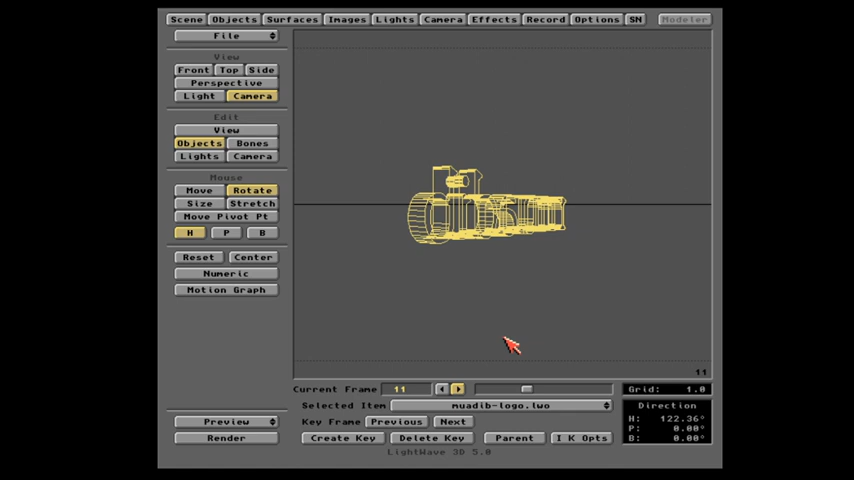 Scene Objects Surfaces Images Lights Camera Effects Record Options SN Modeler
File
View
Front Top Side
Perspective
Light Camera
Edit
View
Objects Bones
Lights Camera
Mouse
Move Rotate
Size Stretch
Move Pivot Pt
H P B
Reset Center
Numeric
Motion Graph
11
Current Frame 11 Grid: 1.0
Selected Item muadib-logo.lwo
Direction
H: 122.36°
P: 0.00°
B: 0.00°
Key Frame Previous Next
Preview
Create Key Delete Key Parent I K Opts
Render
LightWave 3D 5.0